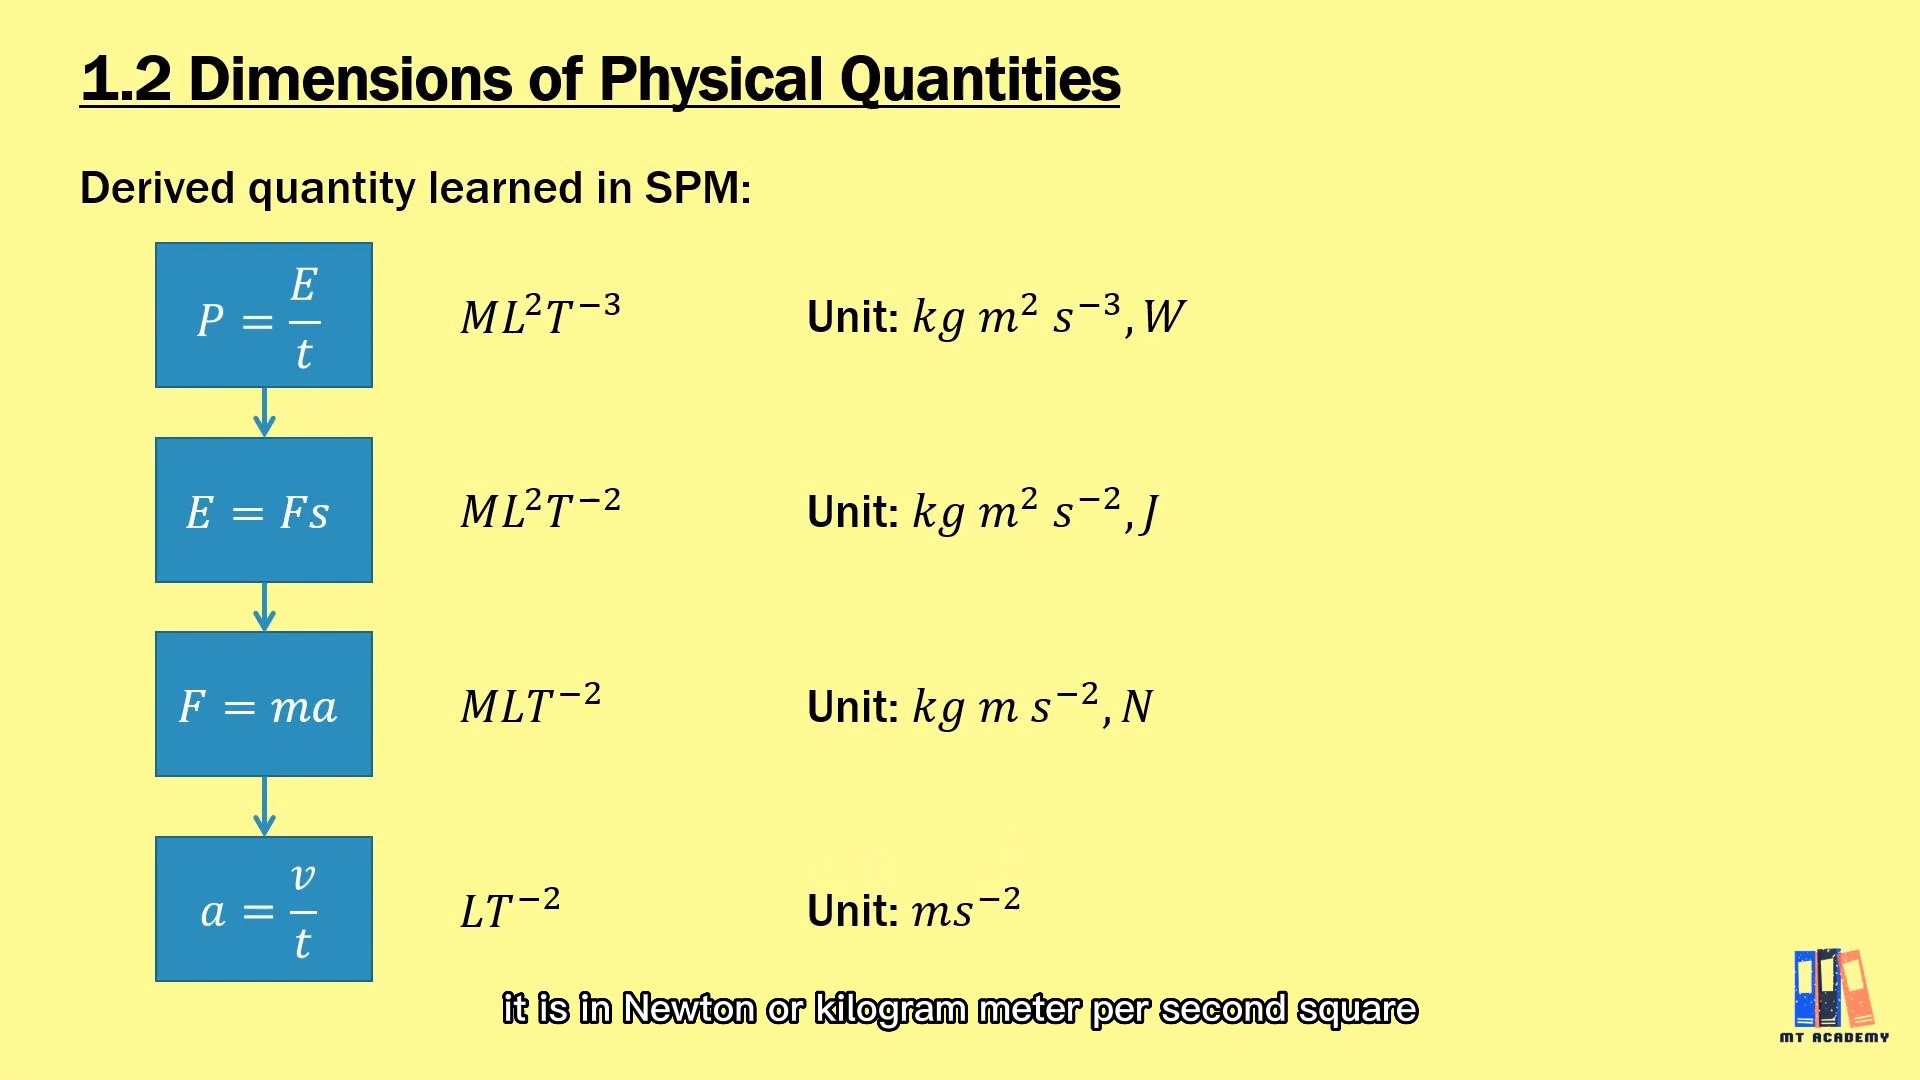 1.2 Dimensions of Physical Quantities
Derived quantity learned in SPM:
P = E/t    ML²T⁻³    Unit: kg m² s⁻³, W
E = Fs    ML²T⁻²    Unit: kg m² s⁻², J
F = ma    MLT⁻²    Unit: kg m s⁻², N
a = v/t    LT⁻²    Unit: ms⁻²
it is in Newton or kilogram meter per second square
MT ACADEMY